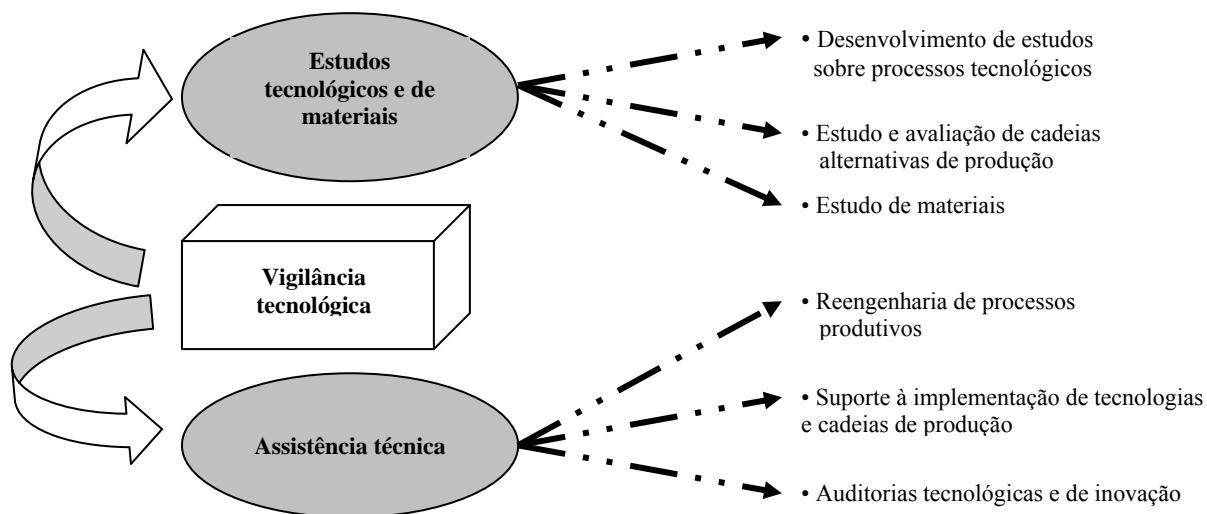 Estudos
tecnológicos e de
materiais
• Desenvolvimento de estudos
sobre processos tecnológicos
• Estudo e avaliação de cadeias
alternativas de produção
• Estudo de materiais
Vigilância
tecnológica
• Reengenharia de processos
produtivos
Assistência técnica
• Suporte à implementação de tecnologias
e cadeias de produção
• Auditorias tecnológicas e de inovação